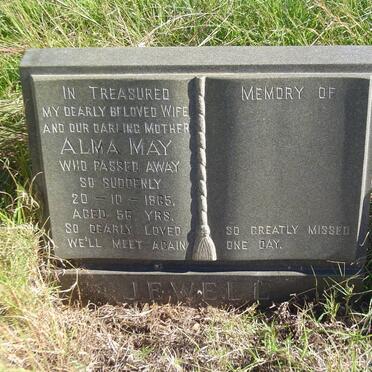 IN TREASURED MEMORY OF
MY DEARLY BELOVED WIFE
AND OUR DARLING MOTHER
ALMA MAY
WHO PASSED AWAY
SO SUDDENLY
20-10-1965.
AGED 56, YRS.
SO DEARLY LOVED SO GREATLY MISSED
WE'LL MEET AGAIN ONE DAY.
JEWELL